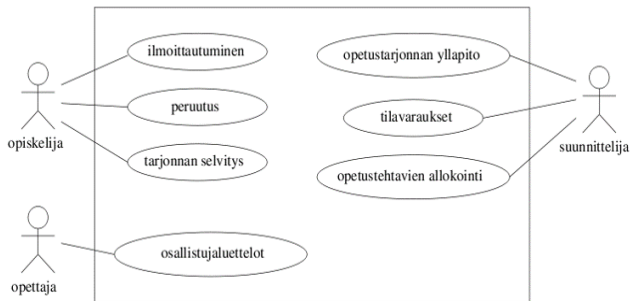 ilmoittautuminen
peruutus
tarjonnan selvitys
opiskelija
opetustarjonnan yllapito
tilavaraukset
opetustehtavien allokointi
suunnittelija
osallistujaluettelot
opettaja